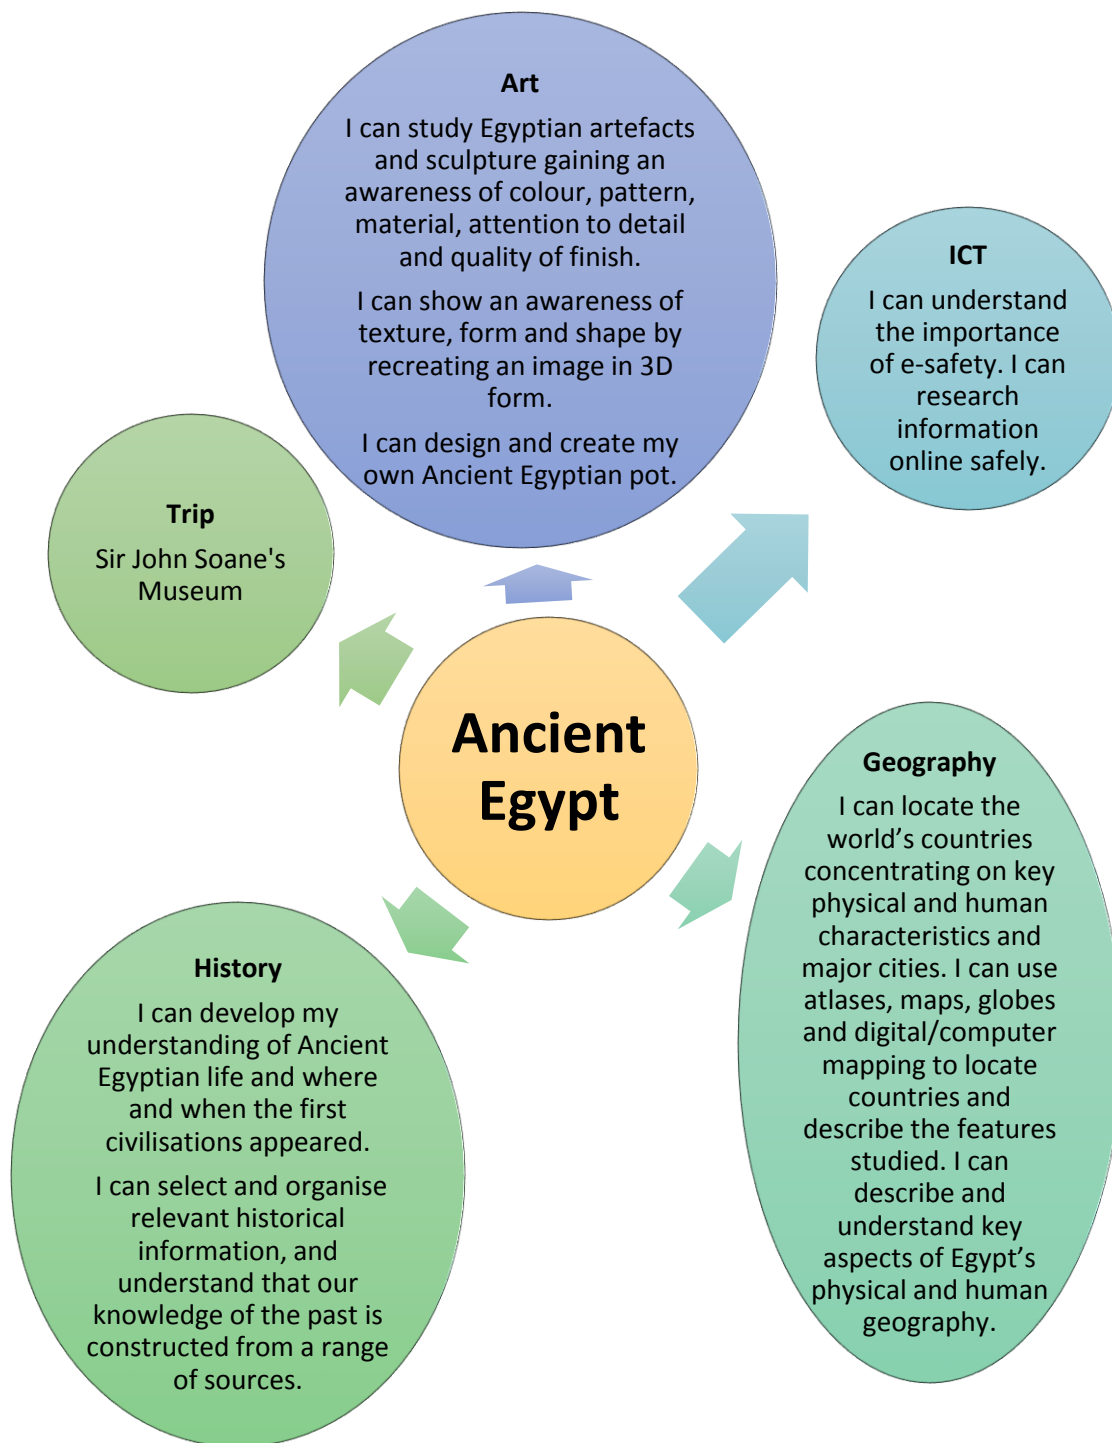 Art
I can study Egyptian artefacts
and sculpture gaining an
awareness of colour, pattern,
material, attention to detail
and quality of finish.
I can show an awareness of
texture, form and shape by
recreating an image in 3D
form.
I can design and create my
own Ancient Egyptian pot.
ICT
I can understand
the importance
of e-safety. I can
research
information
online safely.
Trip
Sir John Soane's
Museum
Ancient
Egypt
Geography
I can locate the
world’s countries
concentrating on key
physical and human
characteristics and
major cities. I can use
atlases, maps, globes
and digital/computer
mapping to locate
countries and
describe the features
studied. I can
describe and
understand key
aspects of Egypt’s
physical and human
geography.
History
I can develop my
understanding of Ancient
Egyptian life and where
and when the first
civilisations appeared.
I can select and organise
relevant historical
information, and
understand that our
knowledge of the past is
constructed from a range
of sources.